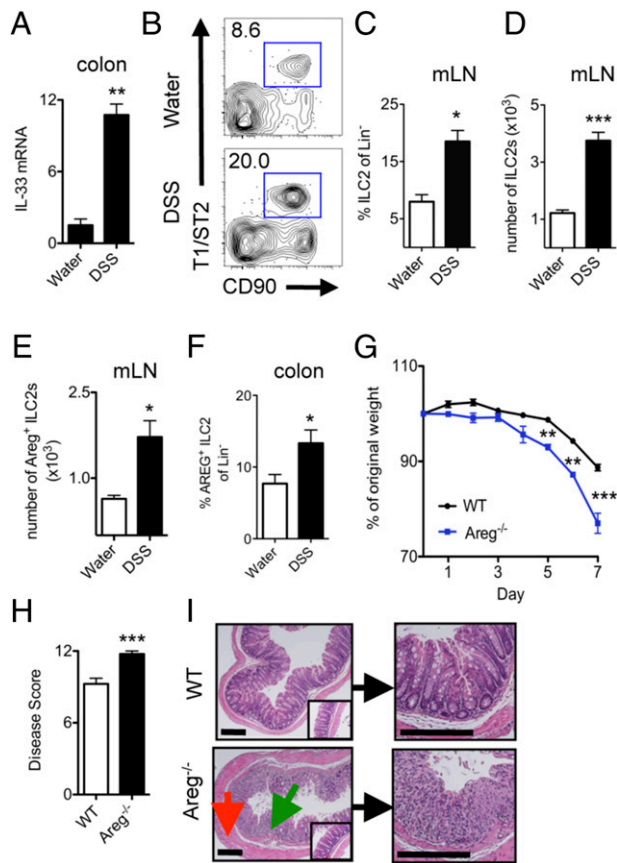 A
colon
IL-33 mRNA
12
6
0
**
Water
DSS
B
8.6
Water
20.0
DSS
T1/ST2
CD90
C
mLN
% ILC2 of Lin⁻
25
15
5
*
Water
DSS
D
mLN
number of ILC2s (x10³)
5
3
1
***
Water
DSS
E
mLN
number of Areg⁺ ILC2s
(x10³)
2.5
1.0
*
Water
DSS
F
colon
% AREG⁺ ILC2
of Lin⁻
20
10
0
*
Water
DSS
G
% of original weight
110
90
70
**
**
***
WT
Areg⁻/⁻
1
3
5
7
Day
H
Disease Score
12
6
0
***
WT
Areg⁻/⁻
I
WT
Areg⁻/⁻